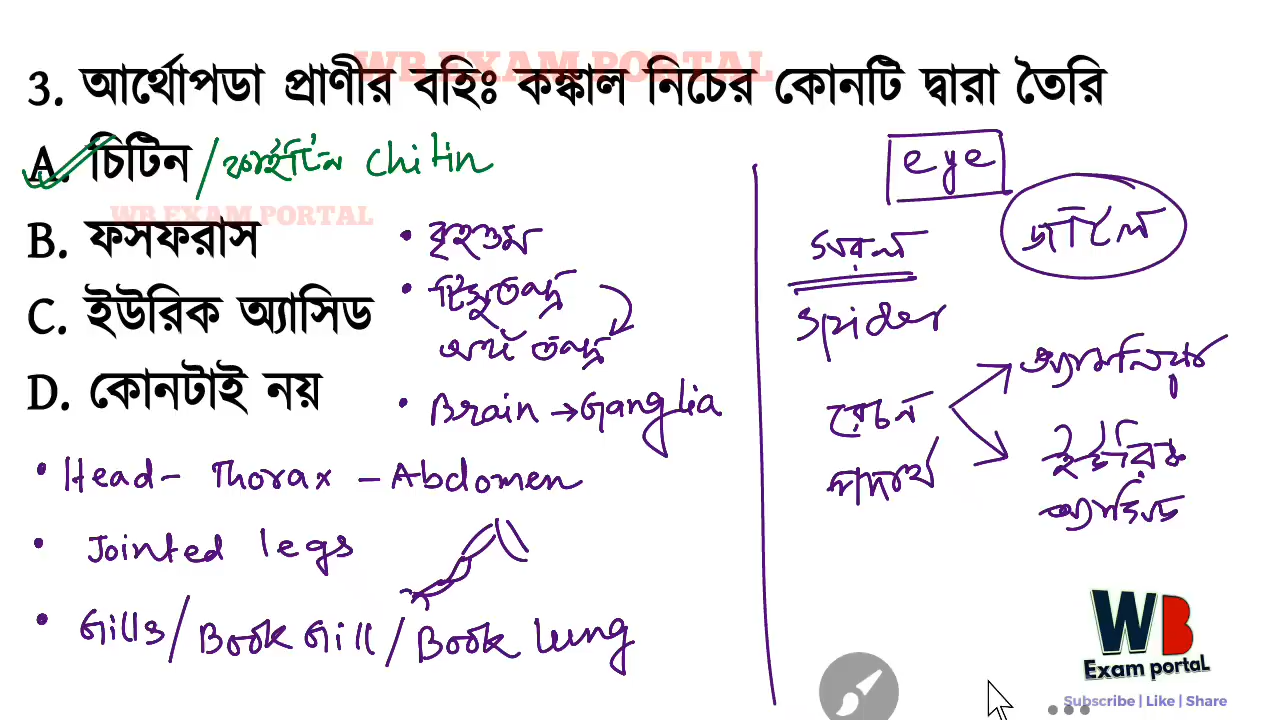 WB EXAM PORTAL
3. আর্থোপডা প্রাণীর বহিঃ কঙ্কাল নিচের কোনটি দ্বারা তৈরি
A. চিটিন / কাইটিন chitin
WB EXAM PORTAL
B. ফসফরাস
C. ইউরিক অ্যাসিড
D. কোনটাই নয়
• বৃহত্তম
• টিস্যুতন্ত্র
অঙ্গ তন্ত্র
• Brain → Ganglia
• Head - Thorax - Abdomen
• Jointed legs
• Gills / Book Gill / Book lung
eye
সরল
জটিল
Spider
রেচন
পদার্থ
অ্যামোনিয়া
ইউরিক
অ্যাসিড
WB
Exam portal
Subscribe | Like | Share